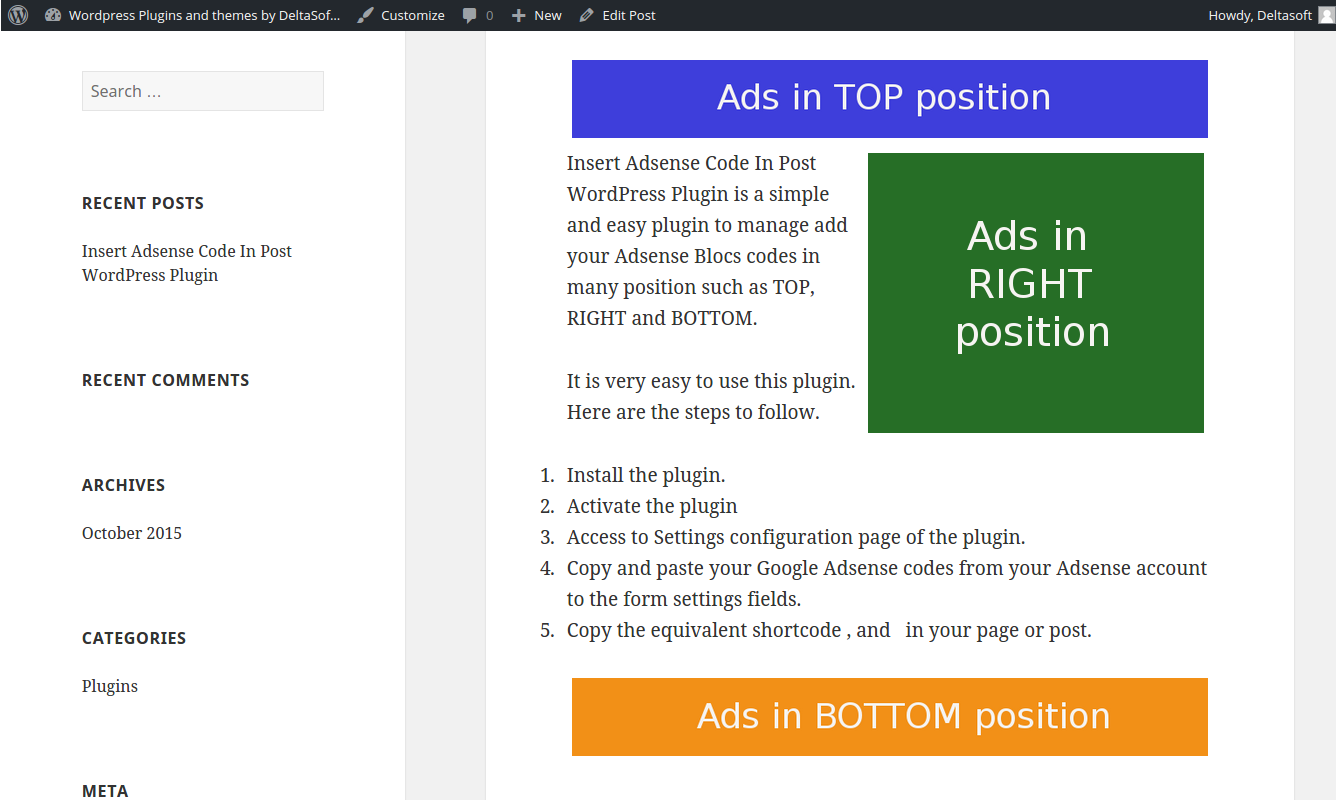 Wordpress Plugins and themes by DeltaSof... Customize 0 New Edit Post Howdy, Deltasoft
Search ...
RECENT POSTS
Insert Adsense Code In Post
WordPress Plugin
RECENT COMMENTS
ARCHIVES
October 2015
CATEGORIES
Plugins
META
Ads in TOP position
Insert Adsense Code In Post
WordPress Plugin is a simple
and easy plugin to manage add
your Adsense Blocs codes in
many position such as TOP,
RIGHT and BOTTOM.
It is very easy to use this plugin.
Here are the steps to follow.
Ads in
RIGHT
position
1. Install the plugin.
2. Activate the plugin
3. Access to Settings configuration page of the plugin.
4. Copy and paste your Google Adsense codes from your Adsense account
to the form settings fields.
5. Copy the equivalent shortcode , and   in your page or post.
Ads in BOTTOM position